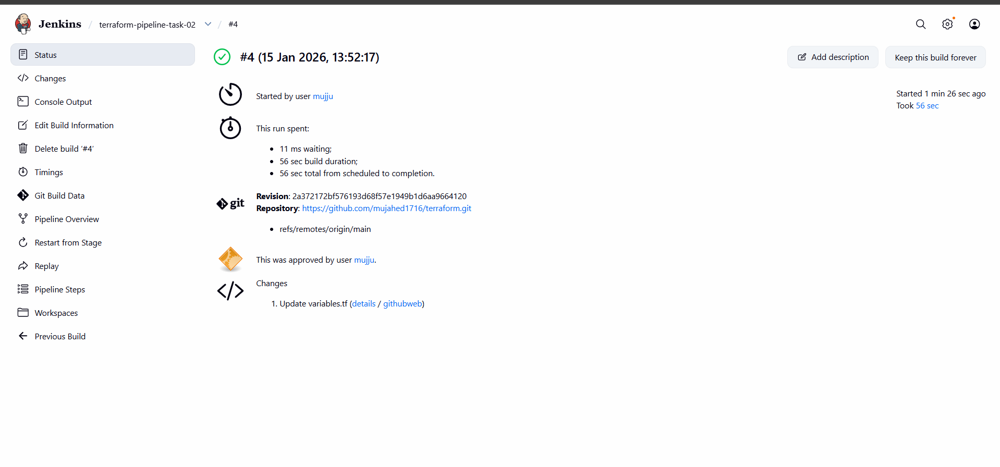 Jenkins / terraform-pipeline-task-02 / #4
Status
Changes
Console Output
Edit Build Information
Delete build ‘#4’
Timings
Git Build Data
Pipeline Overview
Restart from Stage
Replay
Pipeline Steps
Workspaces
Previous Build
#4 (15 Jan 2026, 13:52:17)
Add description
Keep this build forever
Started by user mujju
Started 1 min 26 sec ago
Took 56 sec
This run spent:
• 11 ms waiting;
• 56 sec build duration;
• 56 sec total from scheduled to completion.
git
Revision: 2a372172bf576193d68f57e1949b1d6aa9664120
Repository: https://github.com/mujahed1716/terraform.git
• refs/remotes/origin/main
This was approved by user mujju.
Changes
1. Update variables.tf (details / githubweb)